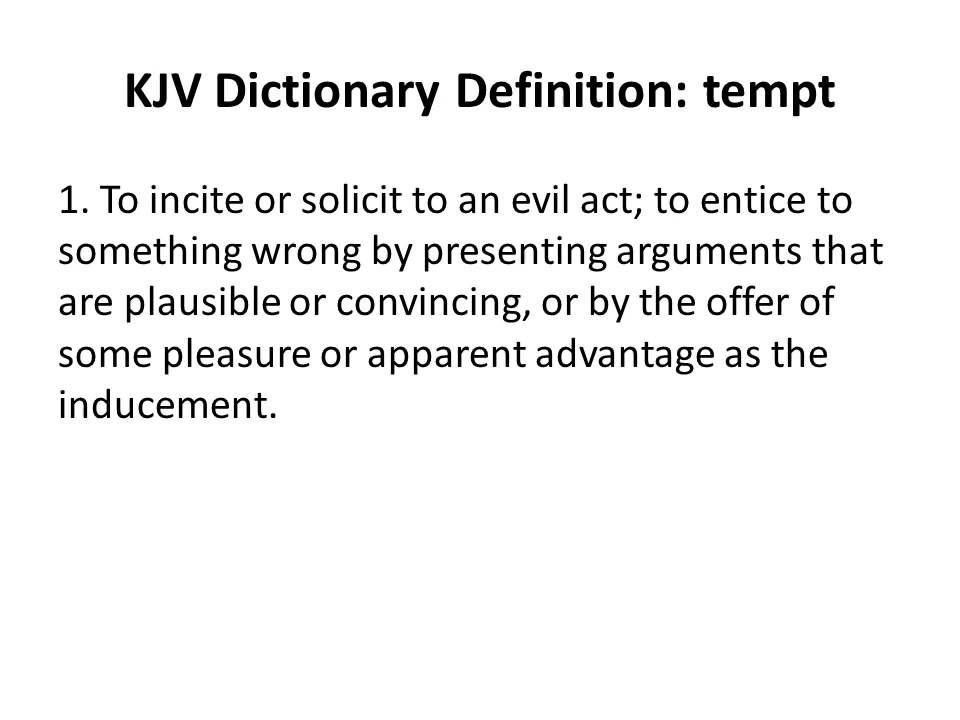 KJV Dictionary Definition: tempt
1. To incite or solicit to an evil act; to entice to
something wrong by presenting arguments that
are plausible or convincing, or by the offer of
some pleasure or apparent advantage as the
inducement.